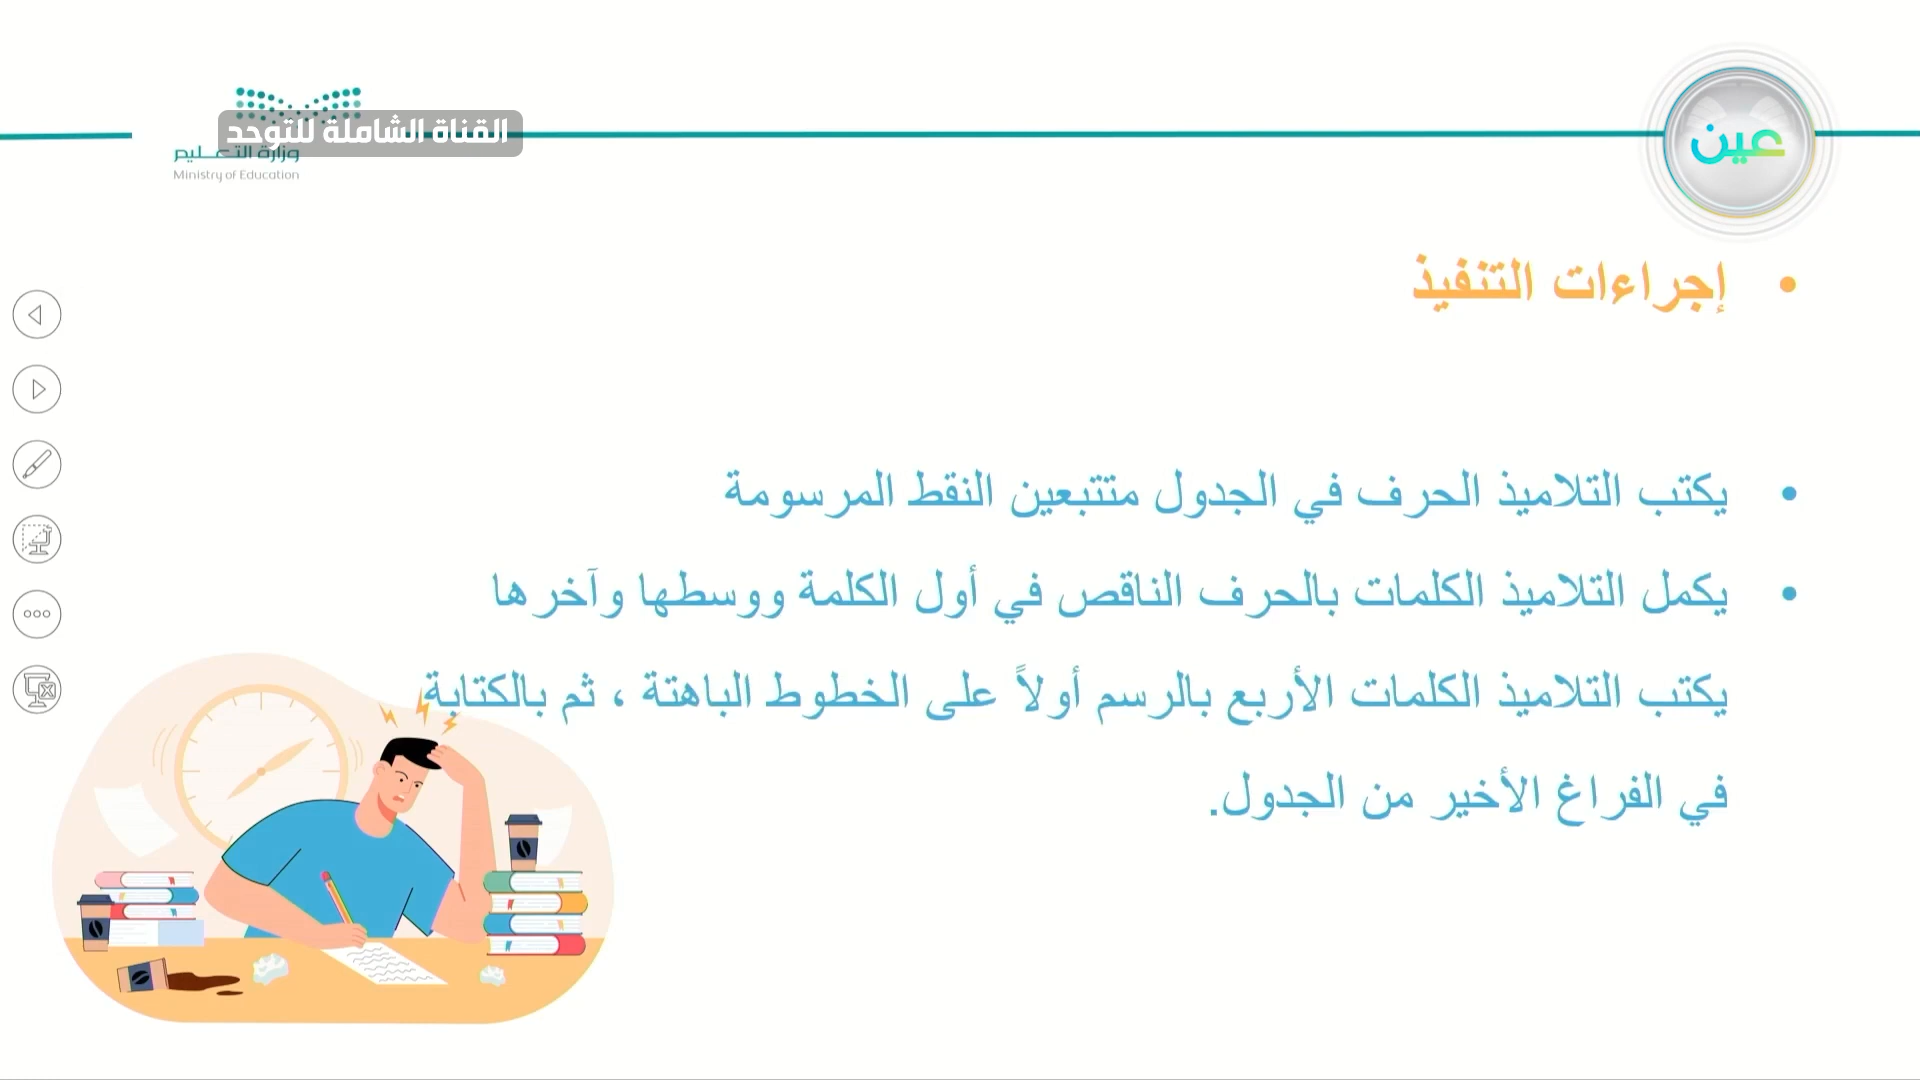 القناة الشاملة للتوحد
وزارة التعليم
Ministry of Education
عين
إجراءات التنفيذ
يكتب التلاميذ الحرف في الجدول متتبعين النقط المرسومة
يكمل التلاميذ الكلمات بالحرف الناقص في أول الكلمة ووسطها وآخرها
يكتب التلاميذ الكلمات الأربع بالرسم أولاً على الخطوط الباهتة ، ثم بالكتابة
في الفراغ الأخير من الجدول.